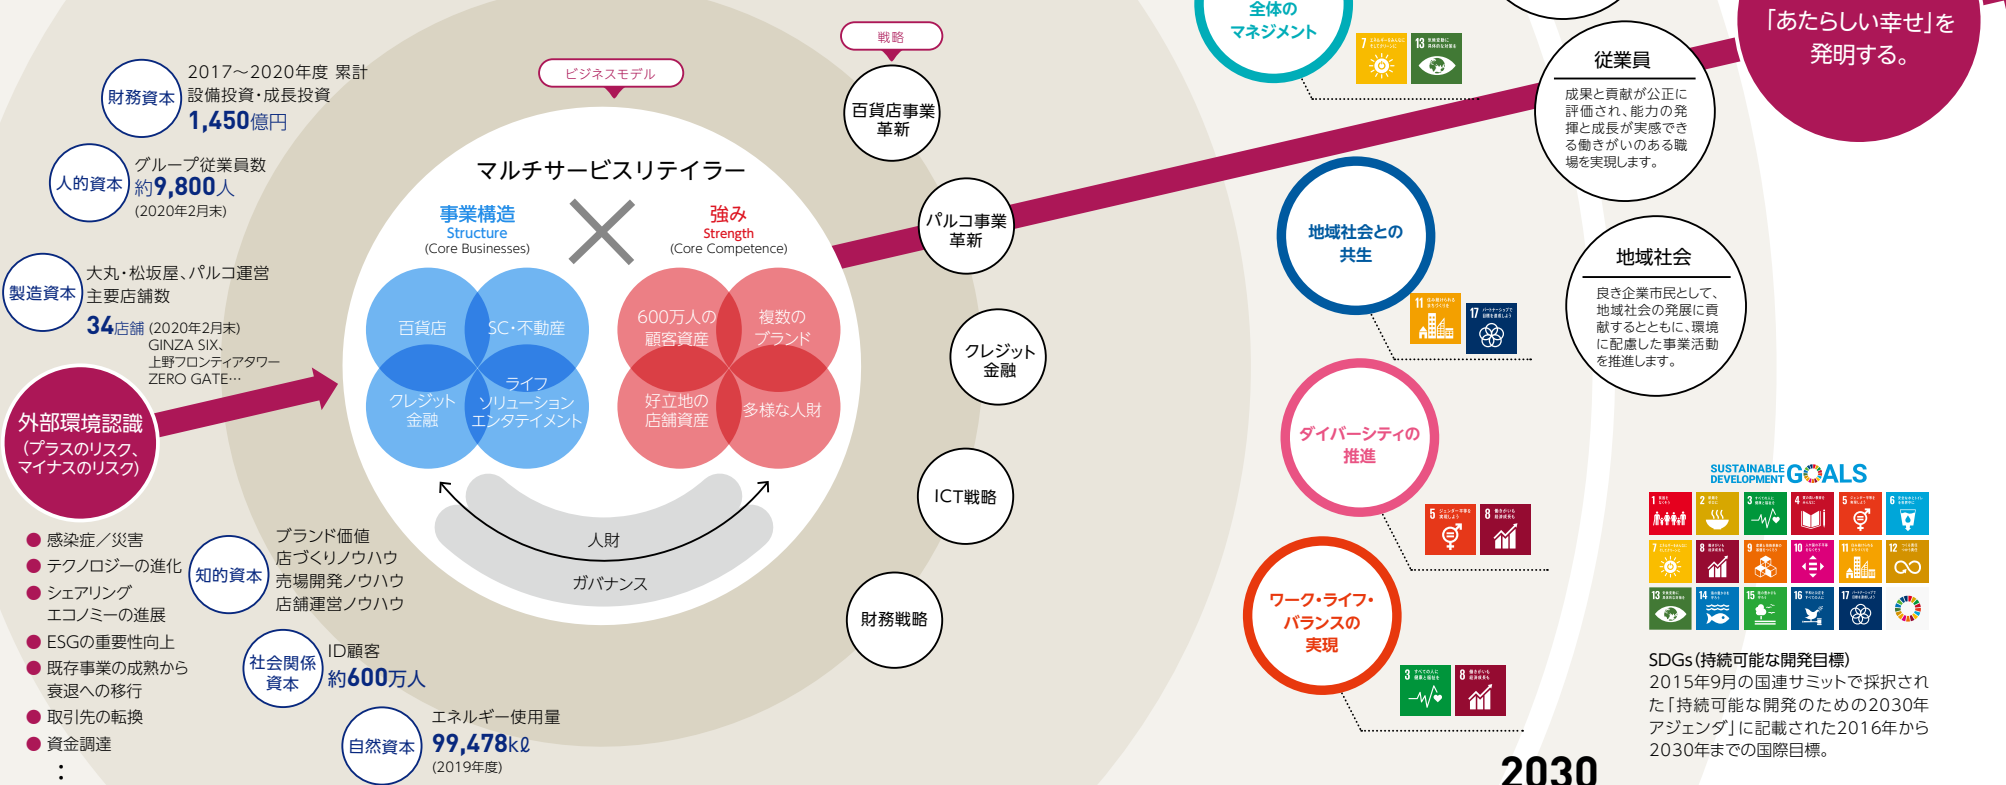 財務資本
2017～2020年度 累計
設備投資・成長投資
1,450億円
人的資本
グループ従業員数
約9,800人
(2020年2月末)
製造資本
大丸・松坂屋、パルコ運営
主要店舗数
34店舗 (2020年2月末)
GINZA SIX、
上野フロンティアタワー
ZERO GATE…
外部環境認識
(プラスのリスク、
マイナスのリスク)
● 感染症／災害
● テクノロジーの進化
● シェアリング
エコノミーの進展
● ESGの重要性向上
● 既存事業の成熟から
衰退への移行
● 取引先の転換
● 資金調達
：
知的資本
ブランド価値
店づくりノウハウ
売場開発ノウハウ
店舗運営ノウハウ
社会関係
資本
ID顧客
約600万人
自然資本
エネルギー使用量
99,478kℓ
(2019年度)
ビジネスモデル
マルチサービスリテイラー
事業構造
Structure
(Core Businesses)
強み
Strength
(Core Competence)
百貨店
SC・不動産
クレジット
金融
ライフ
ソリューション
エンタテイメント
600万人の
顧客資産
複数の
ブランド
好立地の
店舗資産
多様な人財
人財
ガバナンス
戦略
百貨店事業
革新
パルコ事業
革新
クレジット
金融
ICT戦略
財務戦略
全体の
マネジメント
7
13
地域社会との
共生
11
17
ダイバーシティの
推進
5
8
ワーク・ライフ・
バランスの
実現
3
8
2030
従業員
成果と貢献が公正に
評価され、能力の発
揮と成長が実感でき
る働きがいのある職
場を実現します。
地域社会
良き企業市民として、
地域社会の発展に貢
献するとともに、環境
に配慮した事業活動
を推進します。
「あたらしい幸せ」を
発明する。
SUSTAINABLE
DEVELOPMENT GOALS
1 2 3 4 5 6
7 8 9 10 11 12
13 14 15 16 17
SDGs（持続可能な開発目標）
2015年9月の国連サミットで採択され
た「持続可能な開発のための2030年
アジェンダ」に記載された2016年から
2030年までの国際目標。